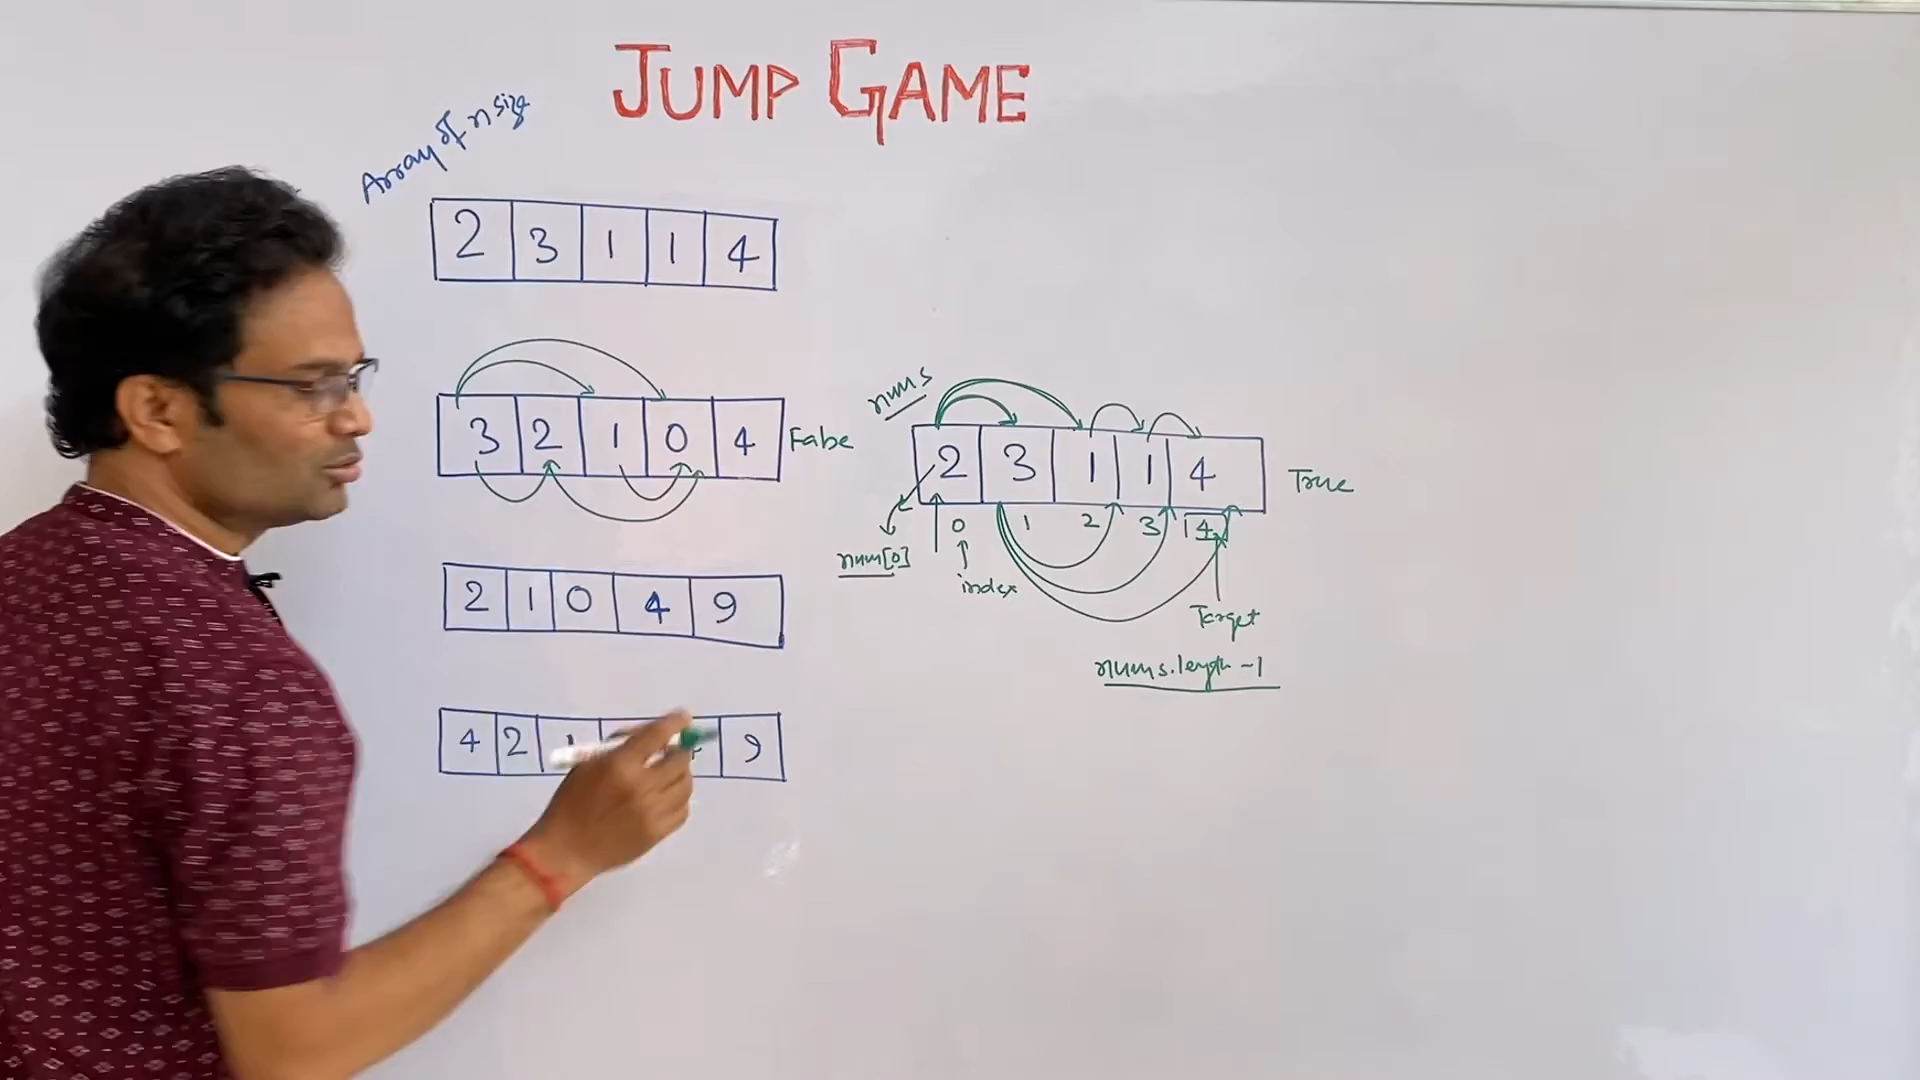 JUMP GAME
Array of n size
2 3 1 1 4
3 2 1 0 4 False
nums
2 3 1 1 4 True
0 1 2 3 4
num[0]
index
Target
nums.length -1
2 1 0 4 9
4 2 1 9